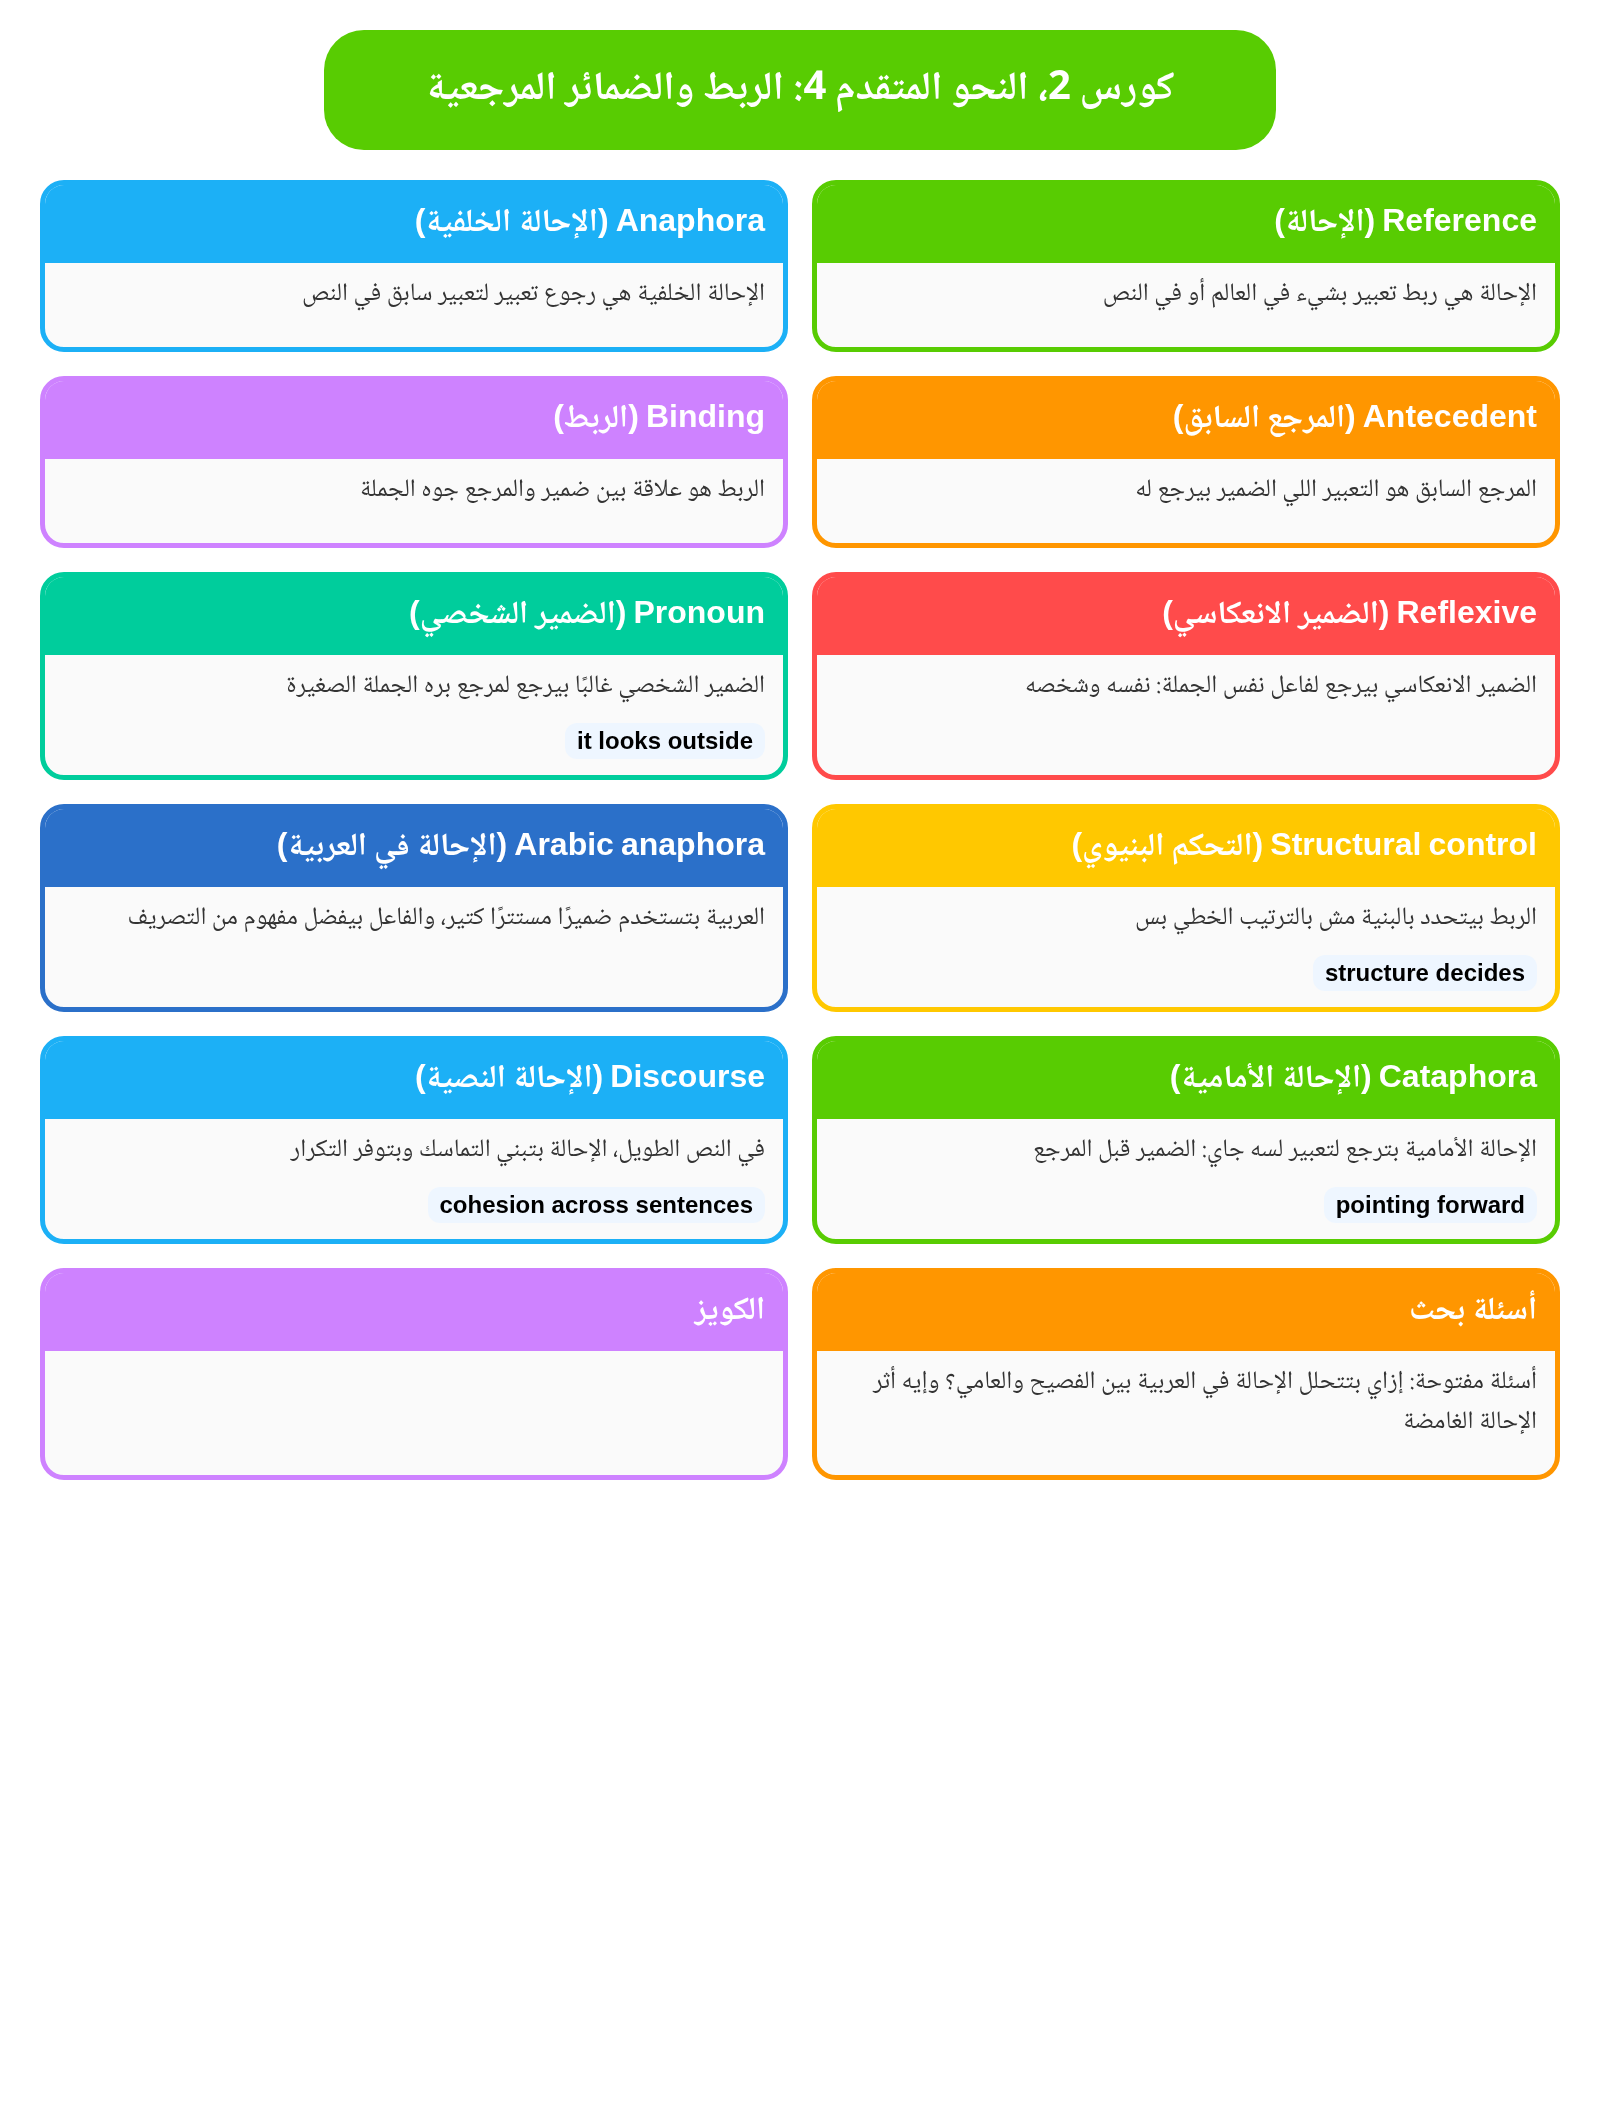 كورس 2، النحو المتقدم 4: الربط والضمائر المرجعية
Reference (الإحالة)
الإحالة هي ربط تعبير بشيء في العالم أو في النص
Anaphora (الإحالة الخلفية)
الإحالة الخلفية هي رجوع تعبير لتعبير سابق في النص
Antecedent (المرجع السابق)
المرجع السابق هو التعبير اللي الضمير بيرجع له
Binding (الربط)
الربط هو علاقة بين ضمير والمرجع جوه الجملة
Reflexive (الضمير الانعكاسي)
الضمير الانعكاسي بيرجع لفاعل نفس الجملة: نفسه وشخصه
Pronoun (الضمير الشخصي)
الضمير الشخصي غالبًا بيرجع لمرجع بره الجملة الصغيرة
it looks outside
Structural control (التحكم البنيوي)
الربط بيتحدد بالبنية مش بالترتيب الخطي بس
structure decides
Arabic anaphora (الإحالة في العربية)
العربية بتستخدم ضميرًا مستترًا كتير، والفاعل بيفضل مفهوم من التصريف
Cataphora (الإحالة الأمامية)
الإحالة الأمامية بترجع لتعبير لسه جاي: الضمير قبل المرجع
pointing forward
Discourse (الإحالة النصية)
في النص الطويل، الإحالة بتبني التماسك وبتوفر التكرار
cohesion across sentences
أسئلة بحث
أسئلة مفتوحة: إزاي بتتحلل الإحالة في العربية بين الفصيح والعامي؟ وإيه أثر
الإحالة الغامضة
الكويز